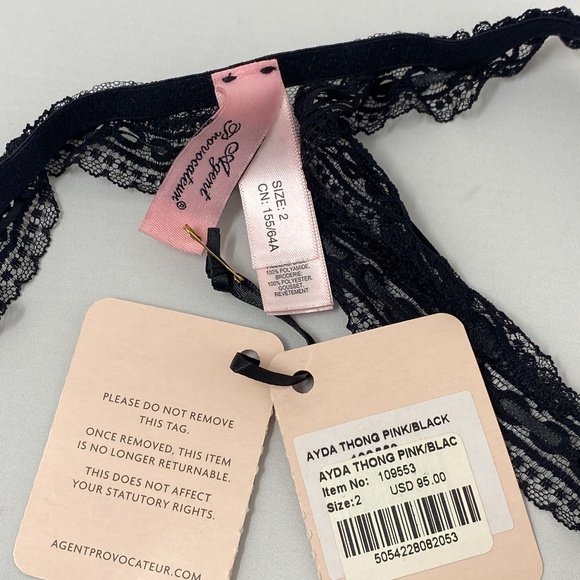 Agent
Provocateur®
SIZE: 2
CN: 155/64A
100% POLYAMIDE.
BRODERIE:
100% POLYESTER.
GOUSSET,
REVÊTEMENT:
PLEASE DO NOT REMOVE
THIS TAG.
ONCE REMOVED, THIS ITEM
IS NO LONGER RETURNABLE.
THIS DOES NOT AFFECT
YOUR STATUTORY RIGHTS.
AGENTPROVOCATEUR.COM
AYDA THONG PINK/BLACK
AYDA THONG PINK/BLAC
Item No: 109553
Size:2 USD 95.00
5054228082053